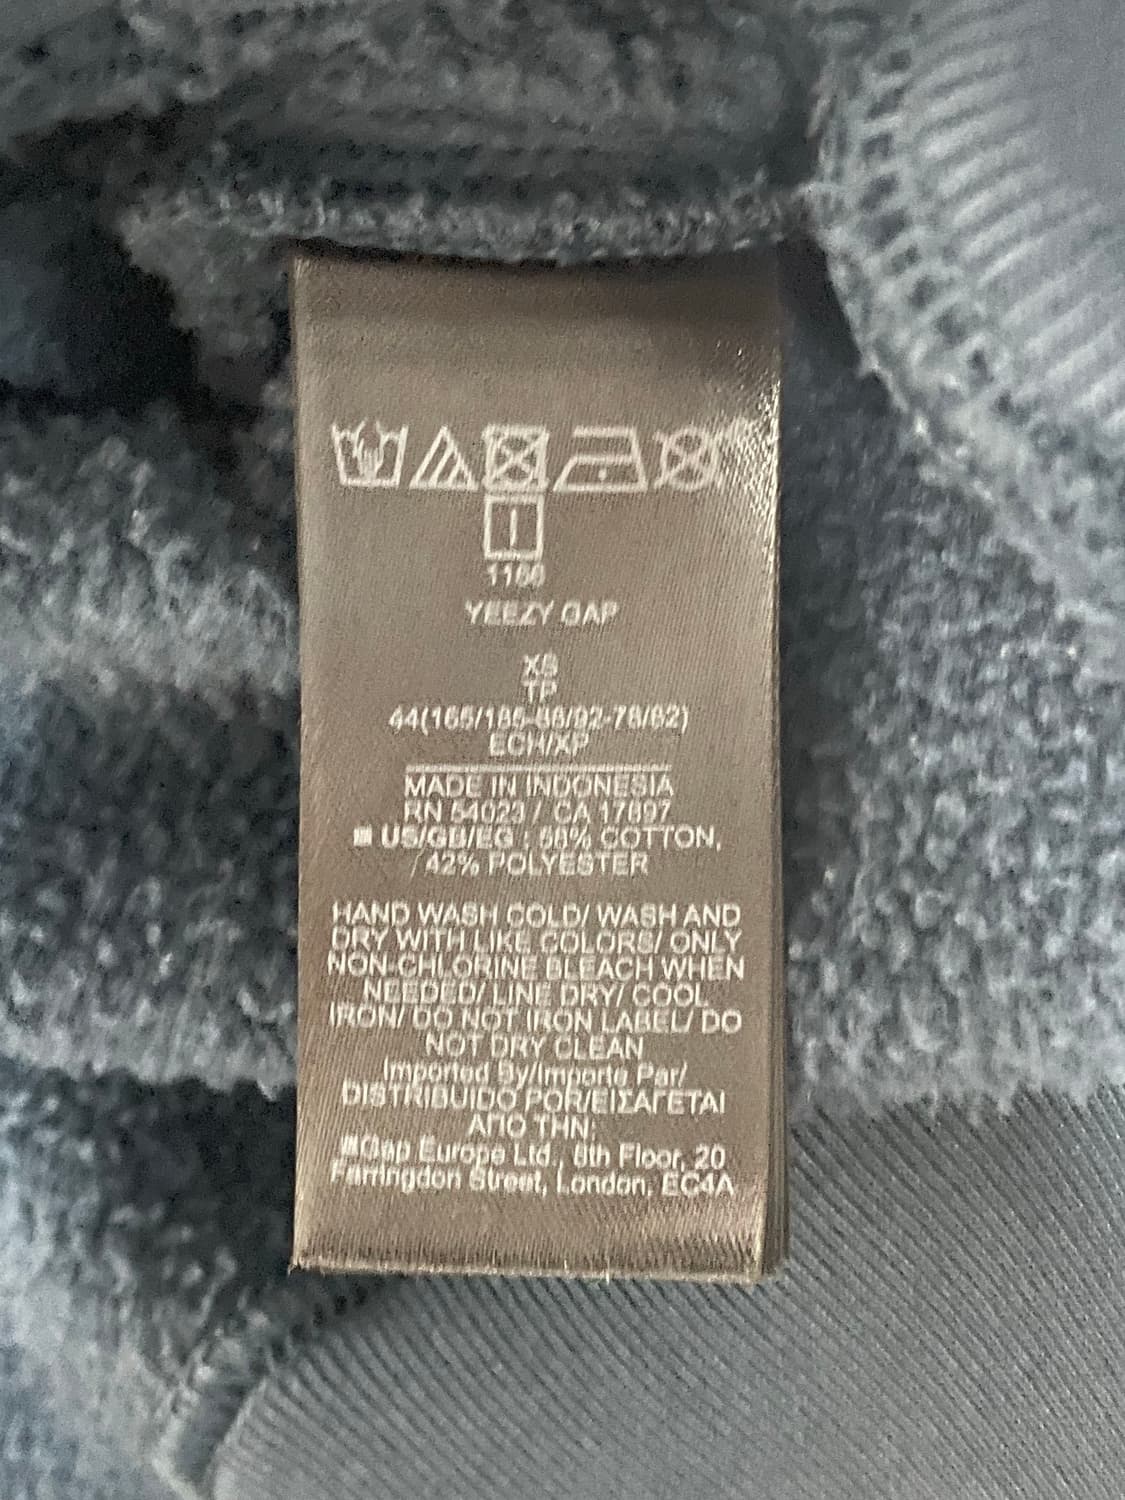 1166
YEEZY GAP
XS
TP
44(165/185-88/92-78/82)
ECH/XP
MADE IN INDONESIA
RN 54023 / CA 17897
US/GB/EG : 58% COTTON,
42% POLYESTER
HAND WASH COLD/ WASH AND
DRY WITH LIKE COLORS/ ONLY
NON-CHLORINE BLEACH WHEN
NEEDED/ LINE DRY/ COOL
IRON/ DO NOT IRON LABEL/ DO
NOT DRY CLEAN
Imported By/Importe Par/
DISTRIBUIDO POR/ΕΙΣΑΓΕΤΑΙ
ΑΠΟ ΤΗΝ:
Gap Europe Ltd., 8th Floor, 20
Farringdon Street, London, EC4A